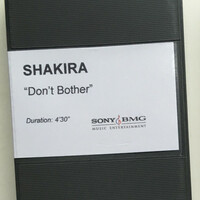 SHAKIRA
“Don’t Bother”
Duration: 4'30"
SONY BMG
MUSIC ENTERTAINMENT